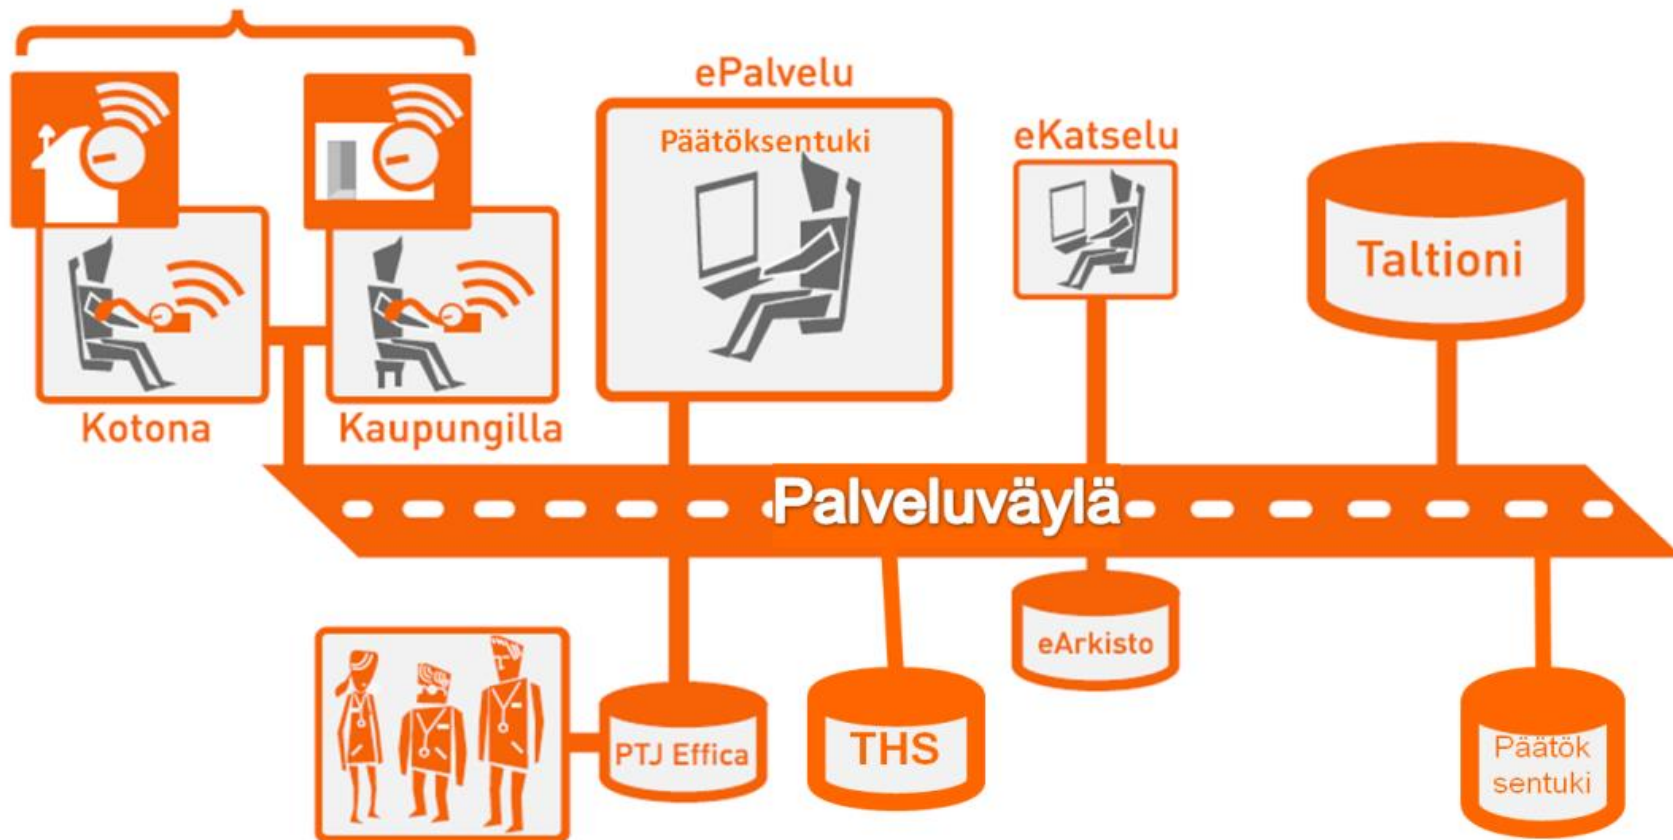 ePalvelu
Päätöksentuki
eKatselu
Taltioni
Kotona
Kaupungilla
Palveluväylä
eArkisto
PTJ Effica
THS
Päätök
sentuki